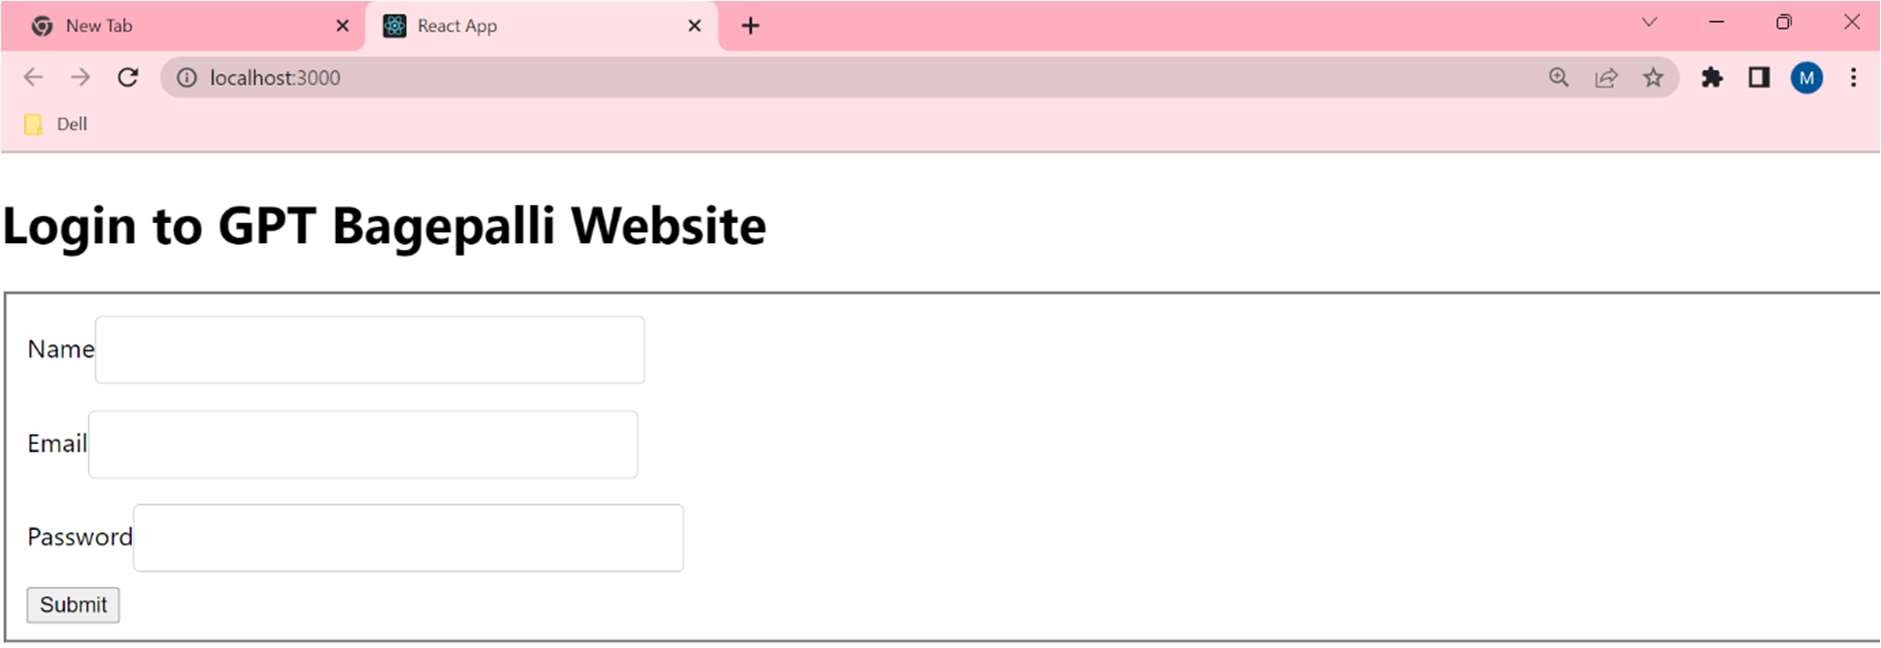 New Tab
React App
localhost:3000
M
Dell
Login to GPT Bagepalli Website
Name
Email
Password
Submit